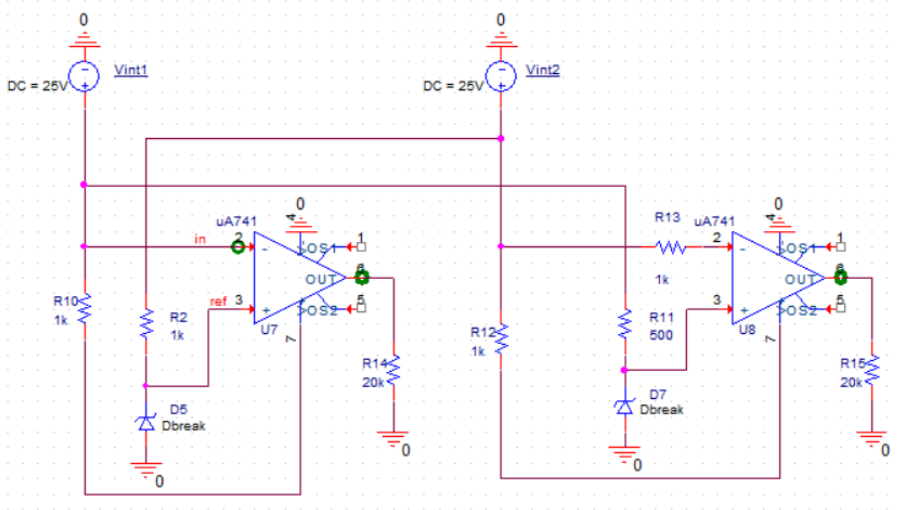 0
Vint1
DC = 25V
0
Vint2
DC = 25V
uA741
0
4
OS1
1
in
2
-
OUT
6
ref
3
+
OS2
5
U7
7
R10
1k
R2
1k
D5
Dbreak
0
R14
20k
0
R13
1k
uA741
0
4
OS1
1
2
-
OUT
3
+
OS2
5
U8
7
R12
1k
R11
500
D7
Dbreak
0
R15
20k
0